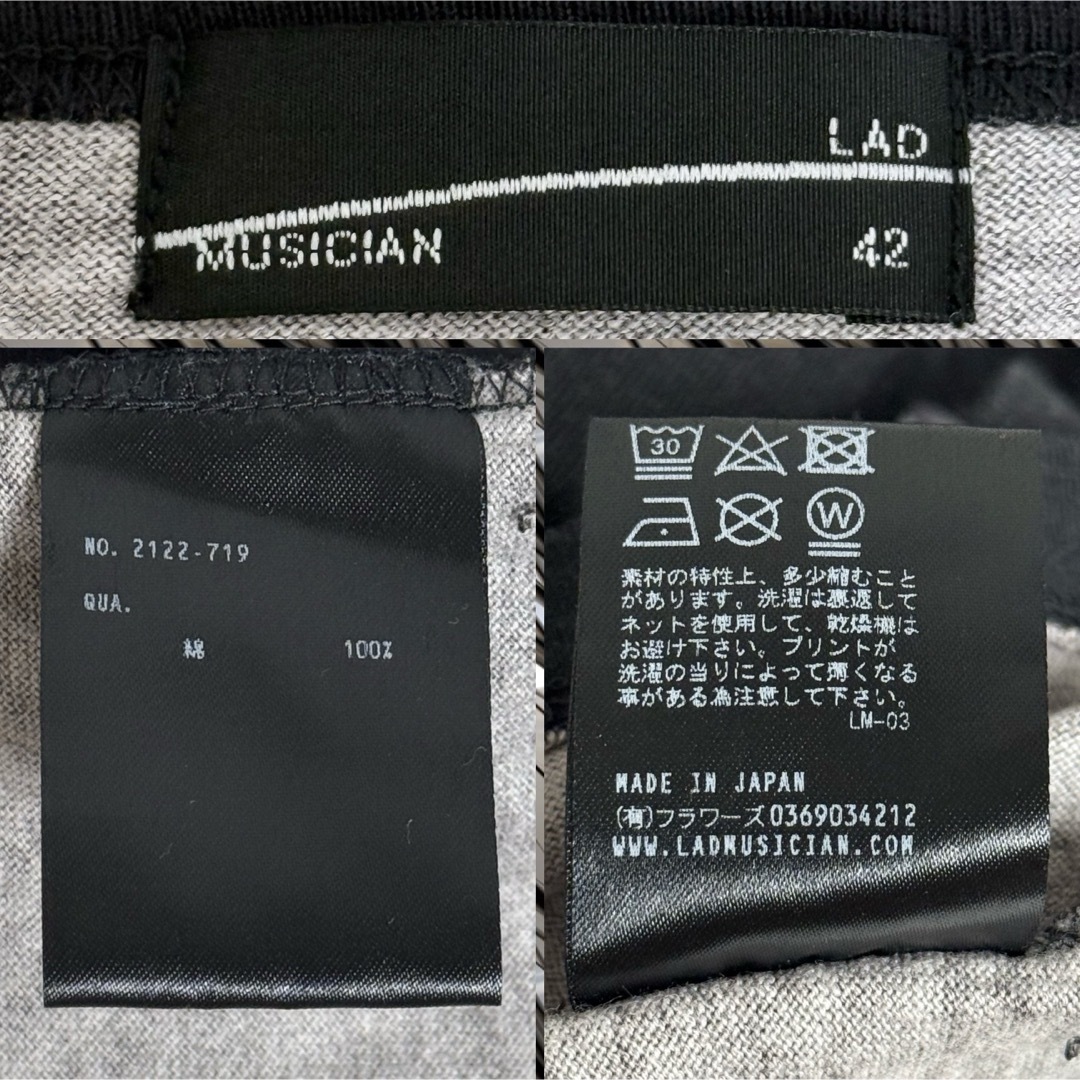 LAD
MUSICIAN 42
NO. 2122-719
QUA.
綿 100%
30
W
素材の特性上、多少縮むこと
があります。洗濯は裏返して
ネットを使用して、乾燥機は
お避け下さい。プリントが
洗濯の当りによって薄くなる
事がある為注意して下さい。
LM-03
MADE IN JAPAN
(有)フラワーズ0369034212
WWW.LADMUSICIAN.COM